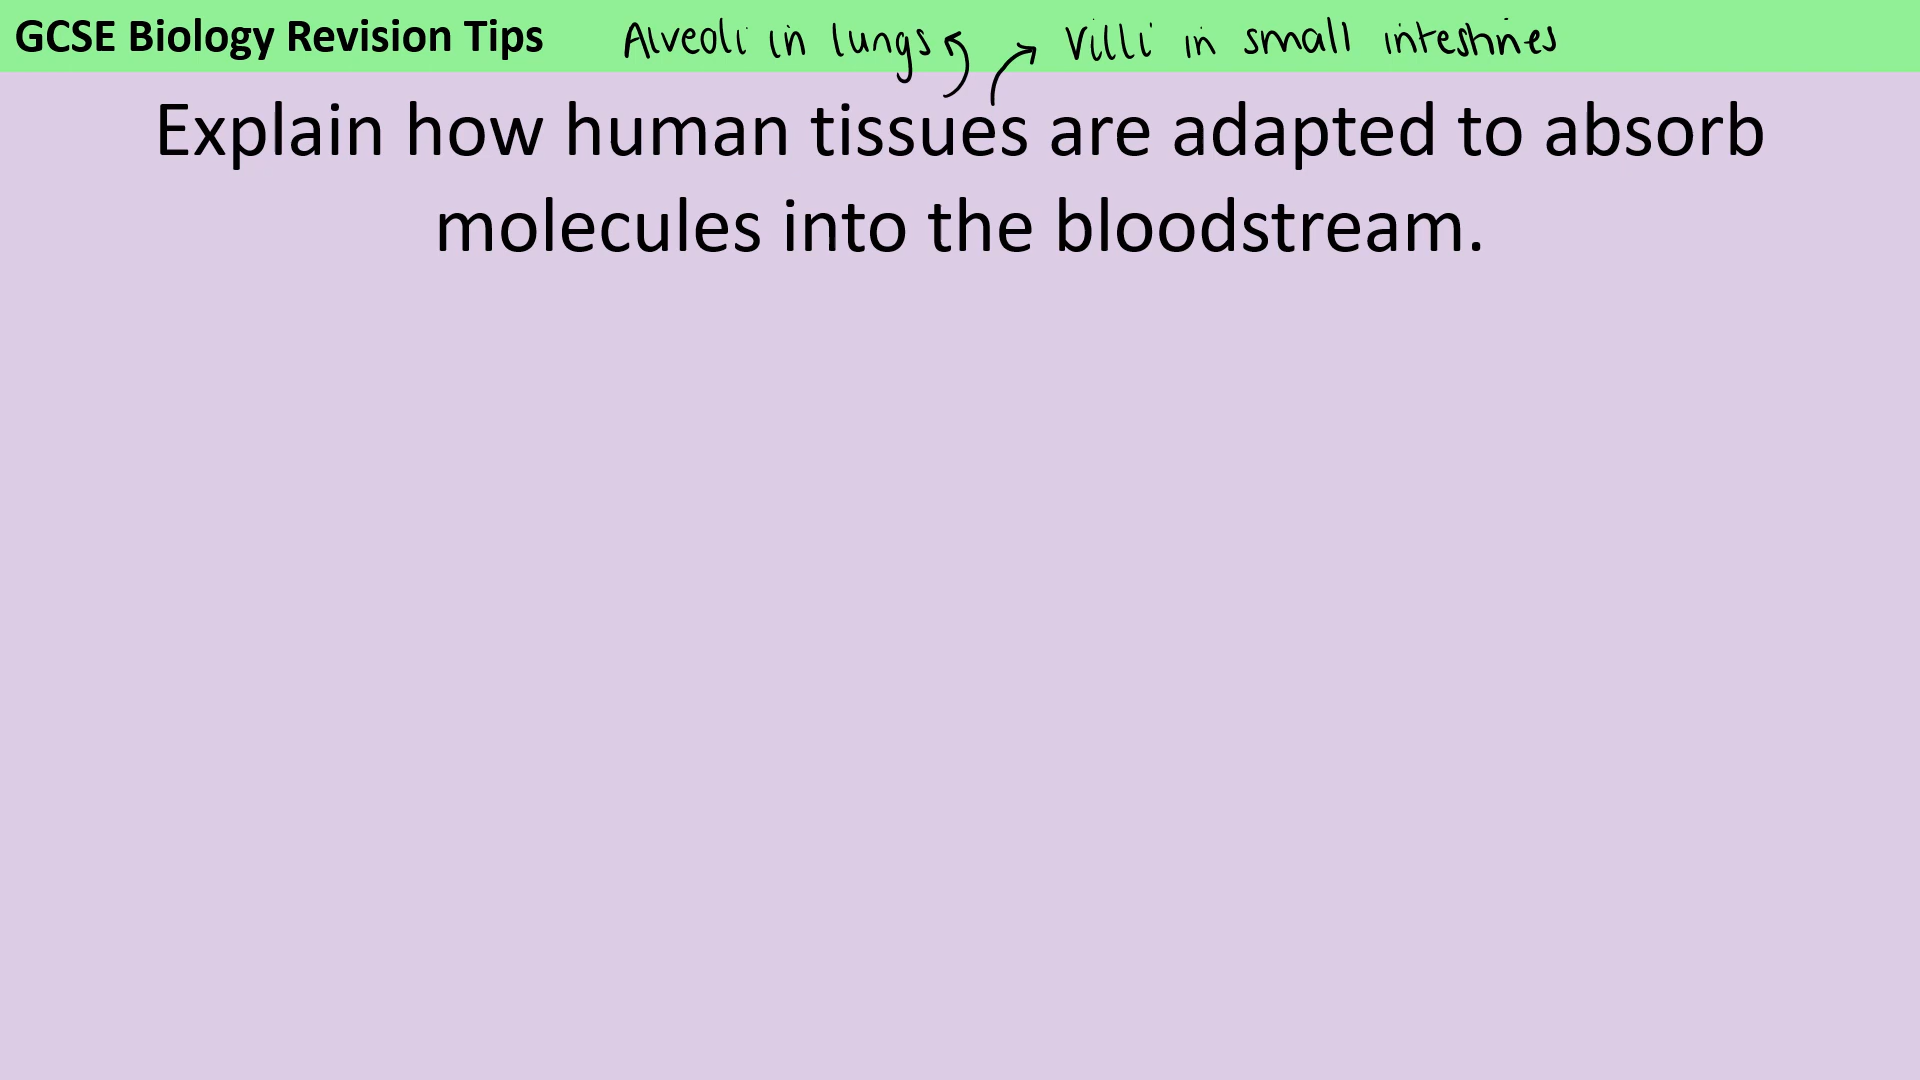 GCSE Biology Revision Tips Alveoli in lungs Villi in small intestines
Explain how human tissues are adapted to absorb
molecules into the bloodstream.